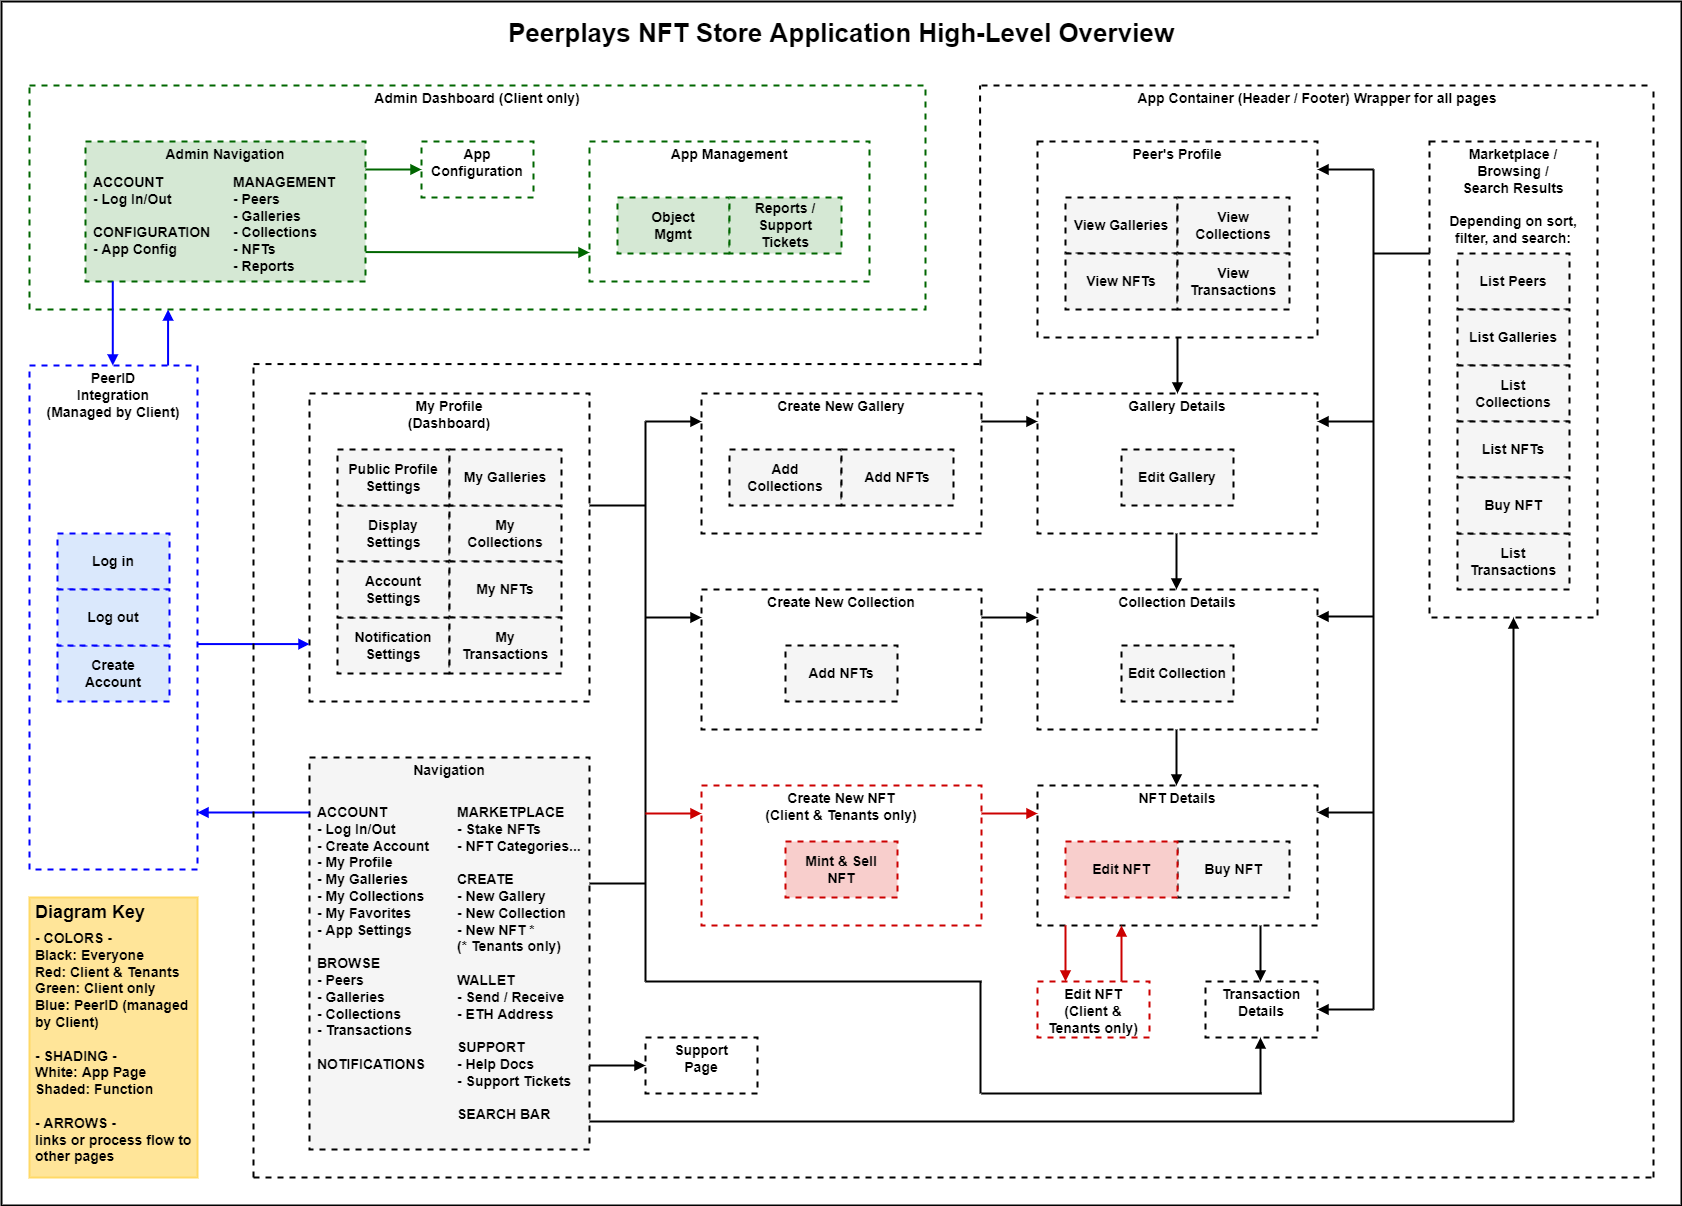 Peerplays NFT Store Application High-Level Overview
Admin Dashboard (Client only)
Admin Navigation
ACCOUNT
- Log In/Out
CONFIGURATION
- App Config
MANAGEMENT
- Peers
- Galleries
- Collections
- NFTs
- Reports
App
Configuration
App Management
Object
Mgmt
Reports /
Support
Tickets
App Container (Header / Footer) Wrapper for all pages
Peer's Profile
View Galleries
View
Collections
View NFTs
View
Transactions
Marketplace /
Browsing /
Search Results
Depending on sort,
filter, and search:
List Peers
List Galleries
List
Collections
List NFTs
Buy NFT
List
Transactions
PeerID
Integration
(Managed by Client)
Log in
Log out
Create
Account
My Profile
(Dashboard)
Public Profile
Settings
My Galleries
Display
Settings
My
Collections
Account
Settings
My NFTs
Notification
Settings
My
Transactions
Create New Gallery
Add
Collections
Add NFTs
Gallery Details
Edit Gallery
Create New Collection
Add NFTs
Collection Details
Edit Collection
Create New NFT
(Client & Tenants only)
Mint & Sell
NFT
NFT Details
Edit NFT
Buy NFT
Edit NFT
(Client &
Tenants only)
Transaction
Details
Navigation
ACCOUNT
- Log In/Out
- Create Account
- My Profile
- My Galleries
- My Collections
- My Favorites
- App Settings
BROWSE
- Peers
- Galleries
- Collections
- Transactions
NOTIFICATIONS
MARKETPLACE
- Stake NFTs
- NFT Categories...
CREATE
- New Gallery
- New Collection
- New NFT *
(* Tenants only)
WALLET
- Send / Receive
- ETH Address
SUPPORT
- Help Docs
- Support Tickets
SEARCH BAR
Support
Page
Diagram Key
- COLORS -
Black: Everyone
Red: Client & Tenants
Green: Client only
Blue: PeerID (managed
by Client)
- SHADING -
White: App Page
Shaded: Function
- ARROWS -
links or process flow to
other pages